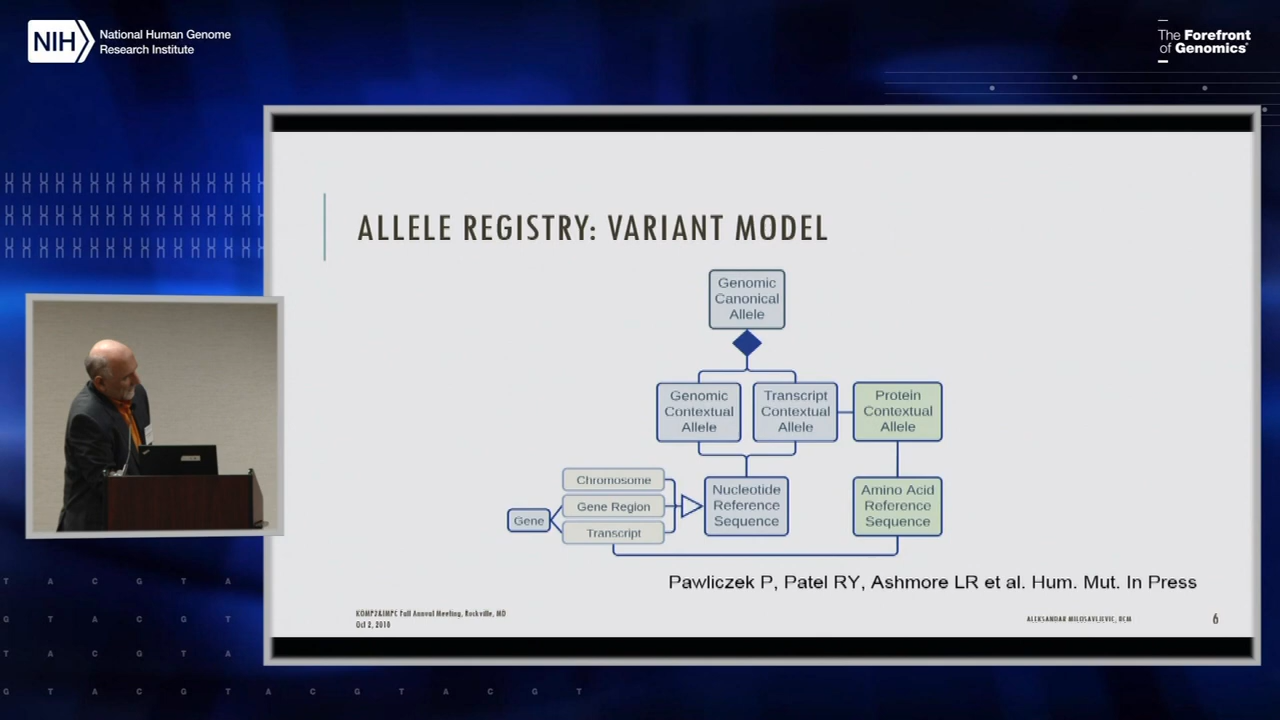 NIH National Human Genome
Research Institute
The Forefront
of Genomics®
ALLELE REGISTRY: VARIANT MODEL
Genomic
Canonical
Allele
Genomic
Contextual
Allele
Transcript
Contextual
Allele
Protein
Contextual
Allele
Chromosome
Gene Region
Transcript
Gene
Nucleotide
Reference
Sequence
Amino Acid
Reference
Sequence
Pawliczek P, Patel RY, Ashmore LR et al. Hum. Mut. In Press
KOMP2&IMPC Fall Annual Meeting, Rockville, MD
Oct 2, 2018
ALEKSANDAR MILOSAVLJEVIC, BCM
6
T A C G T A
G T A C G T
T A C G T A
G T A C G T A C G T A C G T